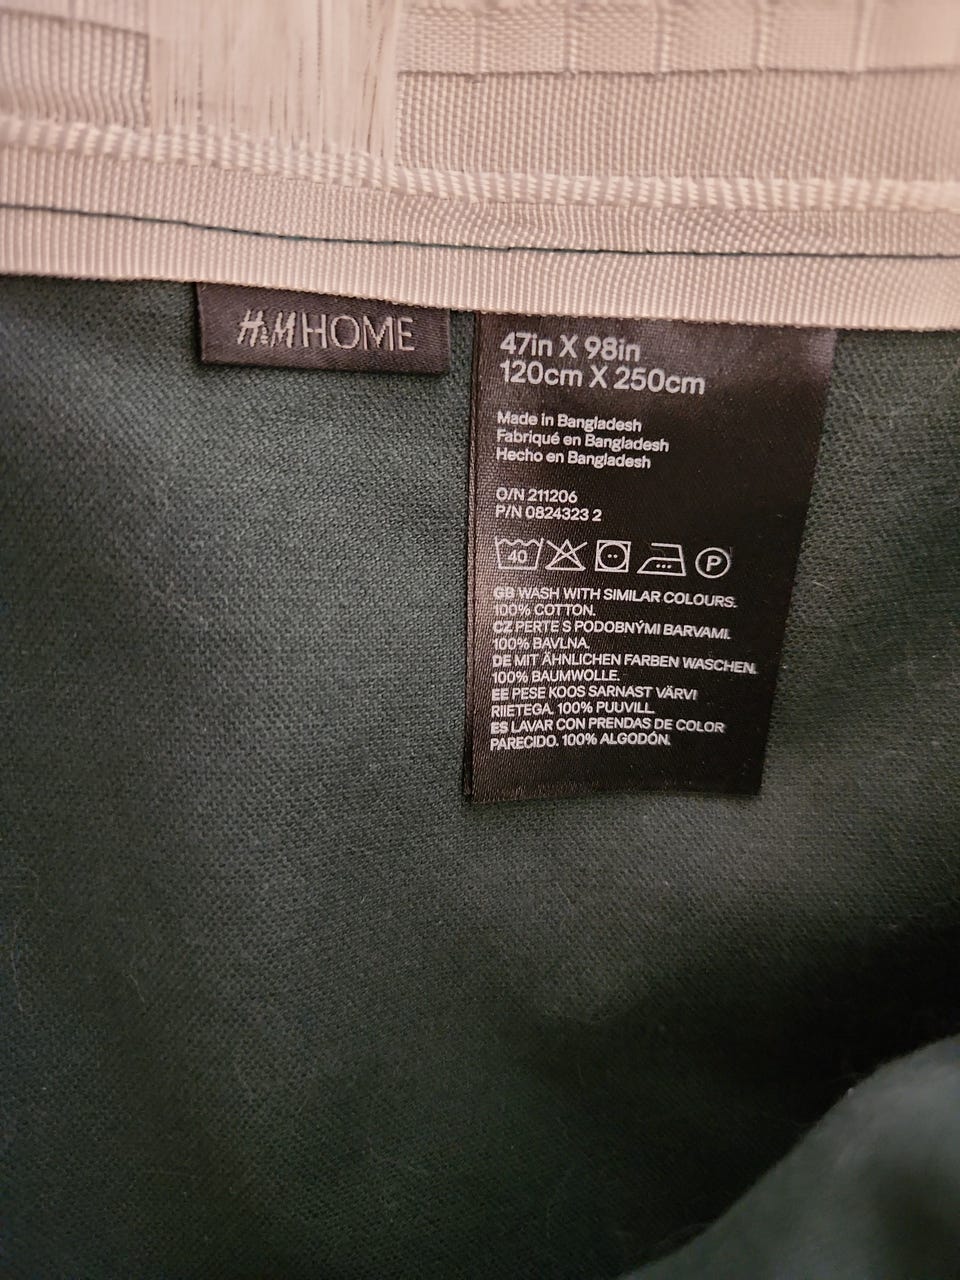 H&M HOME
47in X 98in
120cm X 250cm
Made in Bangladesh
Fabriqué en Bangladesh
Hecho en Bangladesh
O/N 211206
P/N 0824323 2
40
P
GB WASH WITH SIMILAR COLOURS.
100% COTTON.
CZ PERTE S PODOBNÝMI BARVAMI.
100% BAVLNA.
DE MIT ÄHNLICHEN FARBEN WASCHEN.
100% BAUMWOLLE.
EE PESE KOOS SARNAST VÄRVI
RIIETEGA. 100% PUUVILL.
ES LAVAR CON PRENDAS DE COLOR
PARECIDO. 100% ALGODÓN.